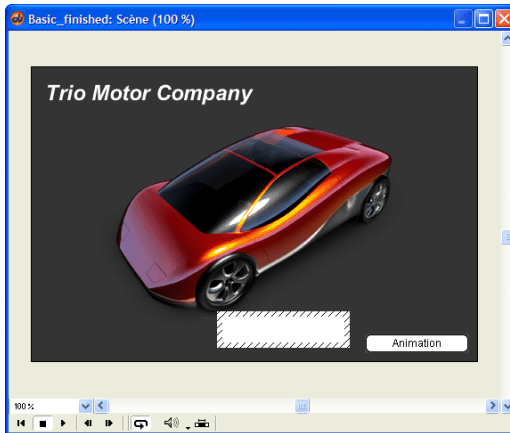 Basic_finished: Scène (100 %)
Trio Motor Company
Animation
100 %